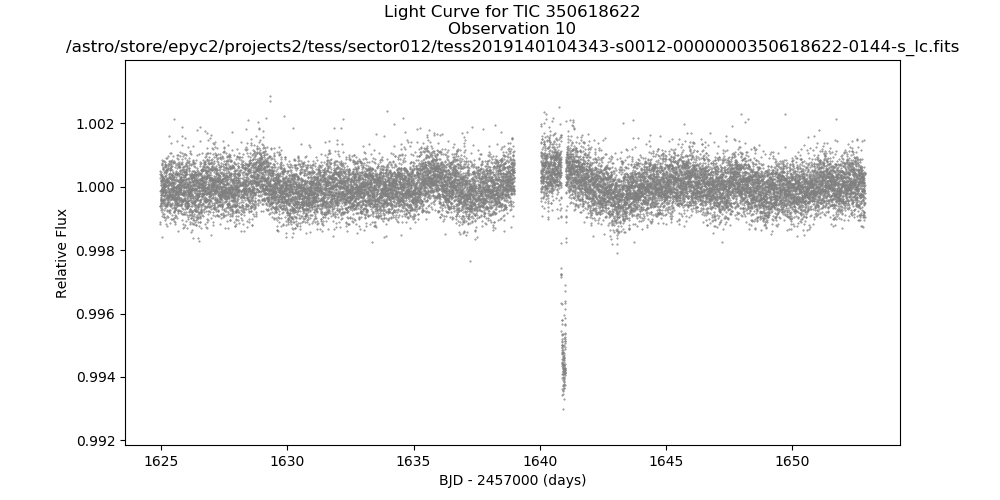 Light Curve for TIC 350618622
Observation 10
/astro/store/epyc2/projects2/tess/sector012/tess2019140104343-s0012-0000000350618622-0144-s_lc.fits
1.002
1.000
0.998
0.996
0.994
0.992
Relative Flux
1625
1630
1635
1640
1645
1650
BJD - 2457000 (days)